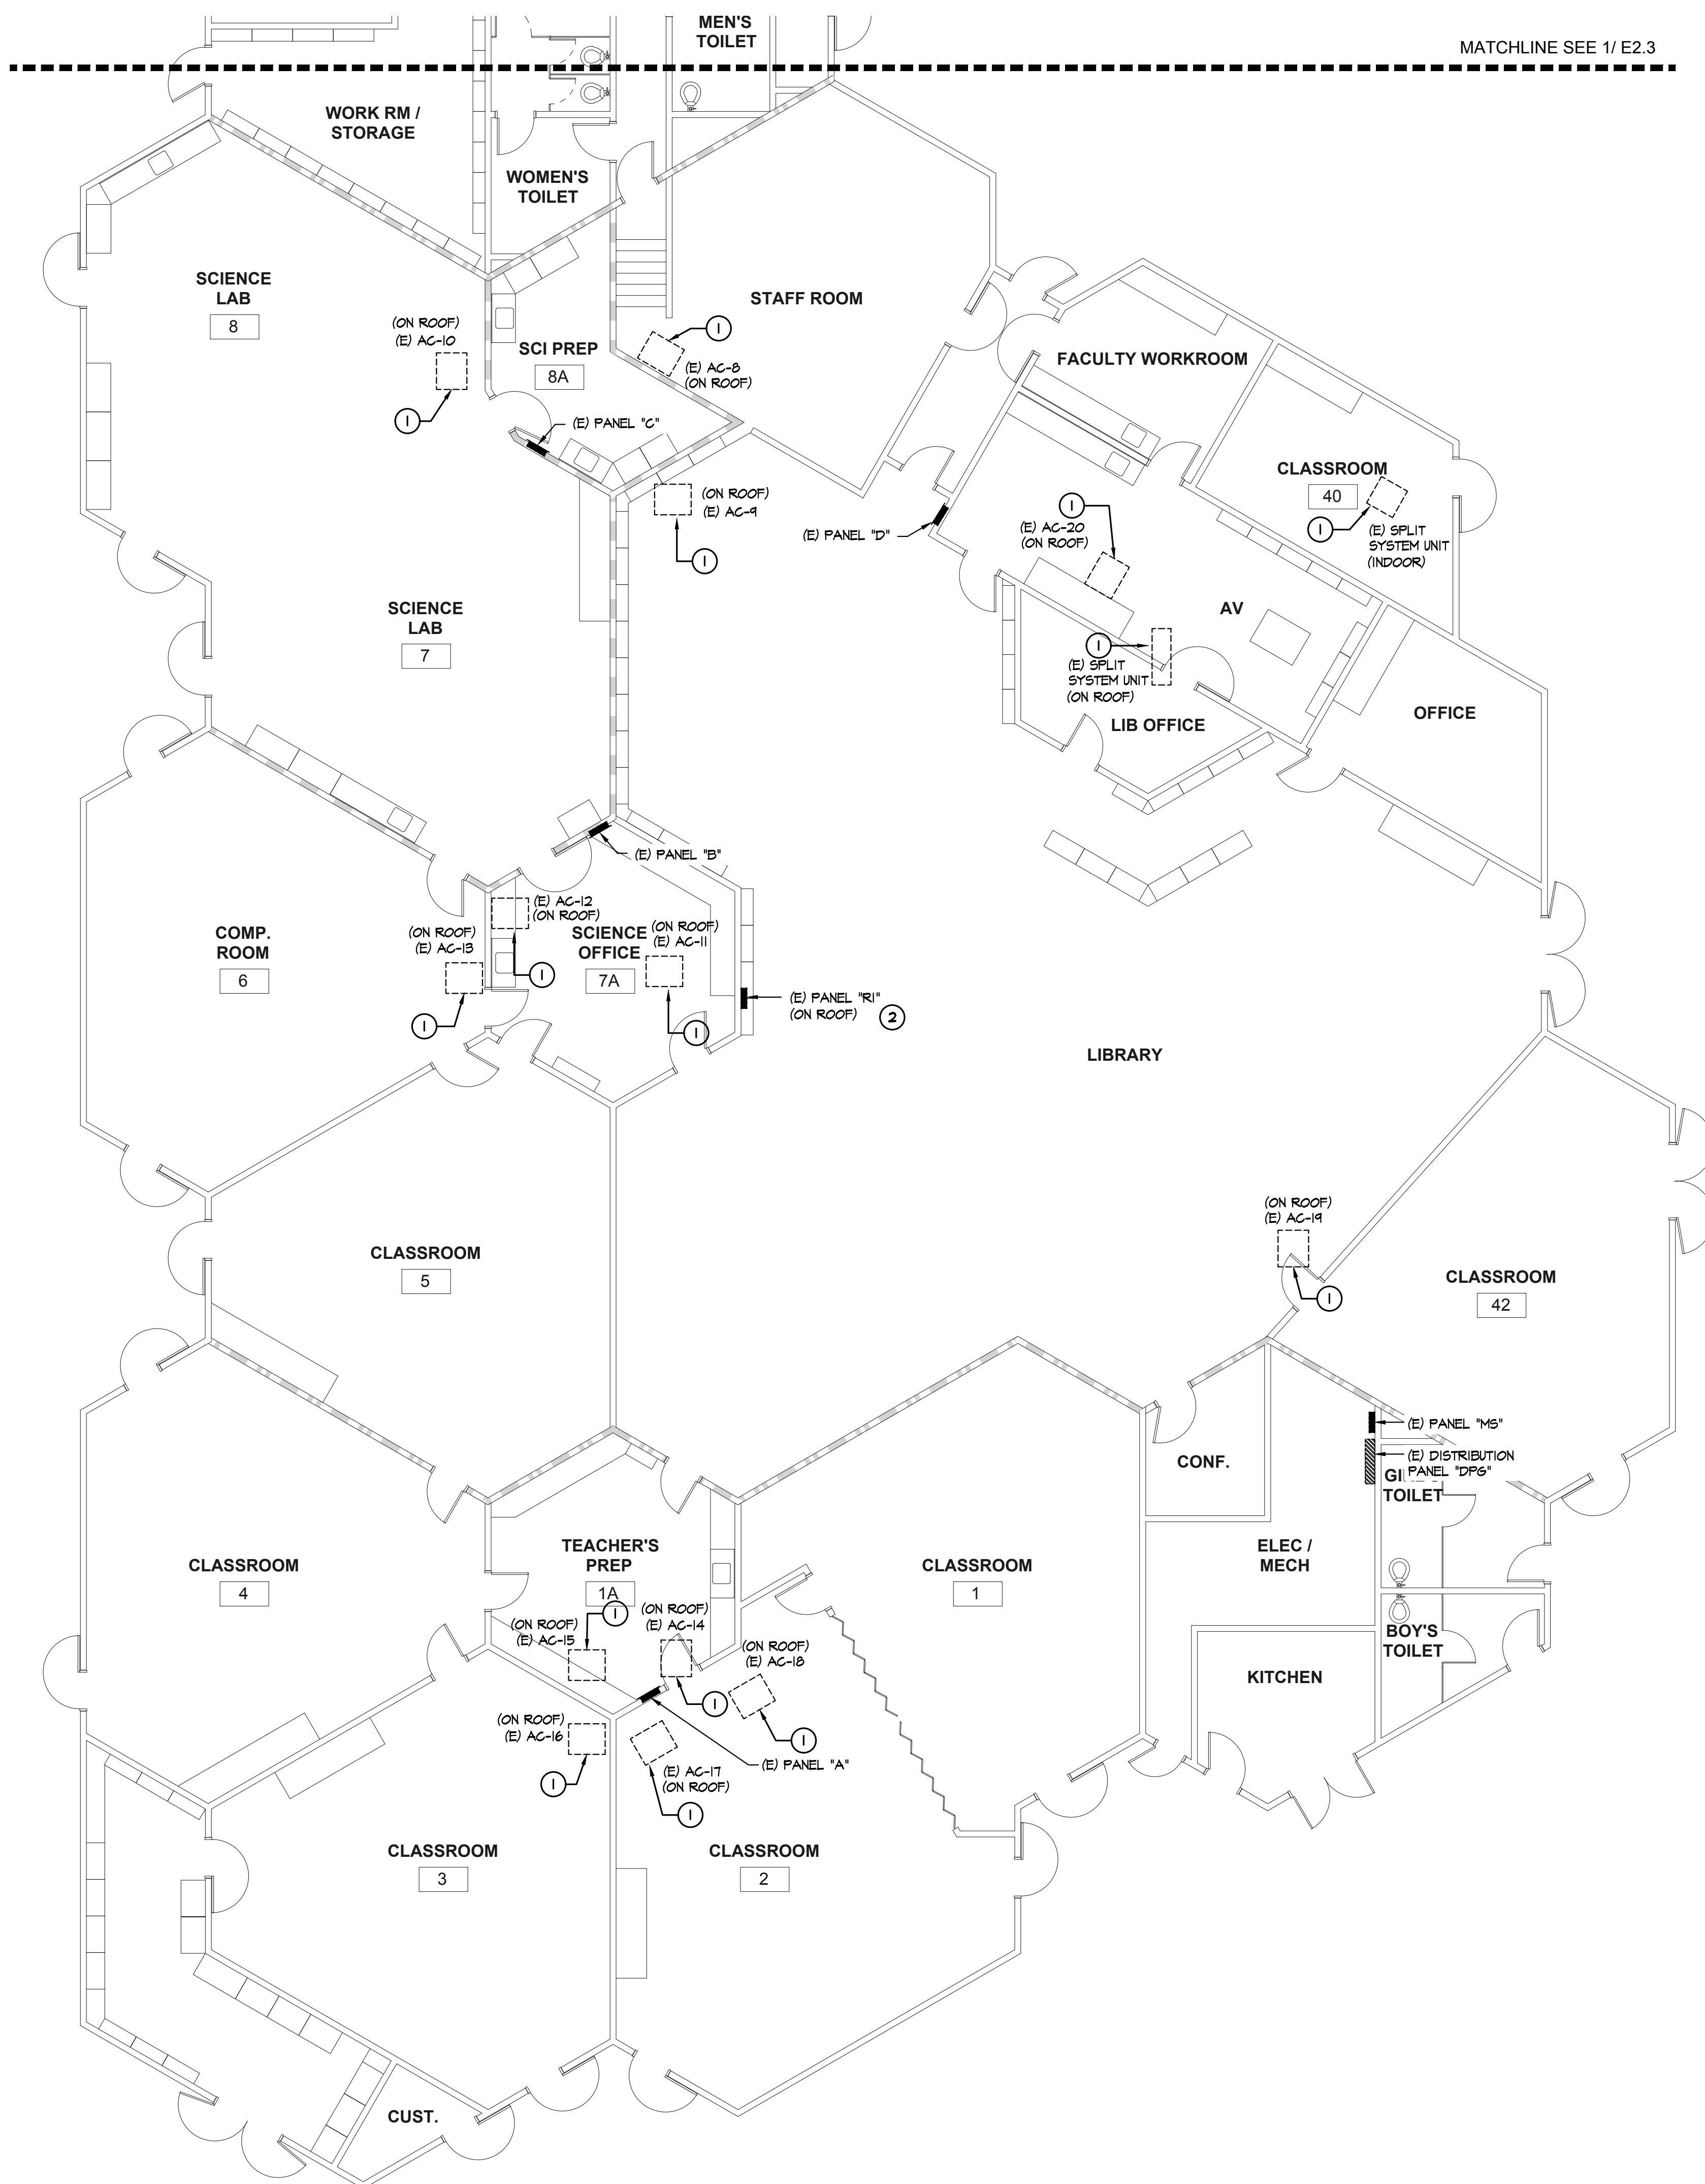 MEN'S
TOILET
MATCHLINE SEE 1/ E2.3
WORK RM /
STORAGE
WOMEN'S
TOILET
SCIENCE
LAB
8
(ON ROOF)
(E) AC-10
1
SCI PREP
8A
STAFF ROOM
1
(E) AC-8
(ON ROOF)
FACULTY WORKROOM
(E) PANEL "C"
CLASSROOM
40
1
(E) SPLIT
SYSTEM UNIT
(INDOOR)
(ON ROOF)
(E) AC-9
1
(E) PANEL "D"
1
(E) AC-20
(ON ROOF)
AV
SCIENCE
LAB
7
1
(E) SPLIT
SYSTEM UNIT
(ON ROOF)
LIB OFFICE
OFFICE
(E) PANEL "B"
COMP.
ROOM
6
(E) AC-12
(ON ROOF)
1
(ON ROOF)
(E) AC-13
1
SCIENCE
OFFICE
7A
(ON ROOF)
(E) AC-11
1
(E) PANEL "R1"
(ON ROOF)
2
LIBRARY
CLASSROOM
5
(ON ROOF)
(E) AC-19
1
CLASSROOM
42
CONF.
(E) PANEL "MS"
(E) DISTRIBUTION
PANEL "DPG"
TOILET
CLASSROOM
4
TEACHER'S
PREP
1A
CLASSROOM
1
ELEC /
MECH
(ON ROOF)
(E) AC-15
1
(ON ROOF)
(E) AC-14
1
(ON ROOF)
(E) AC-18
1
BOY'S
TOILET
KITCHEN
(ON ROOF)
(E) AC-16
1
(E) AC-17
(ON ROOF)
1
(E) PANEL "A"
CLASSROOM
3
CLASSROOM
2
CUST.